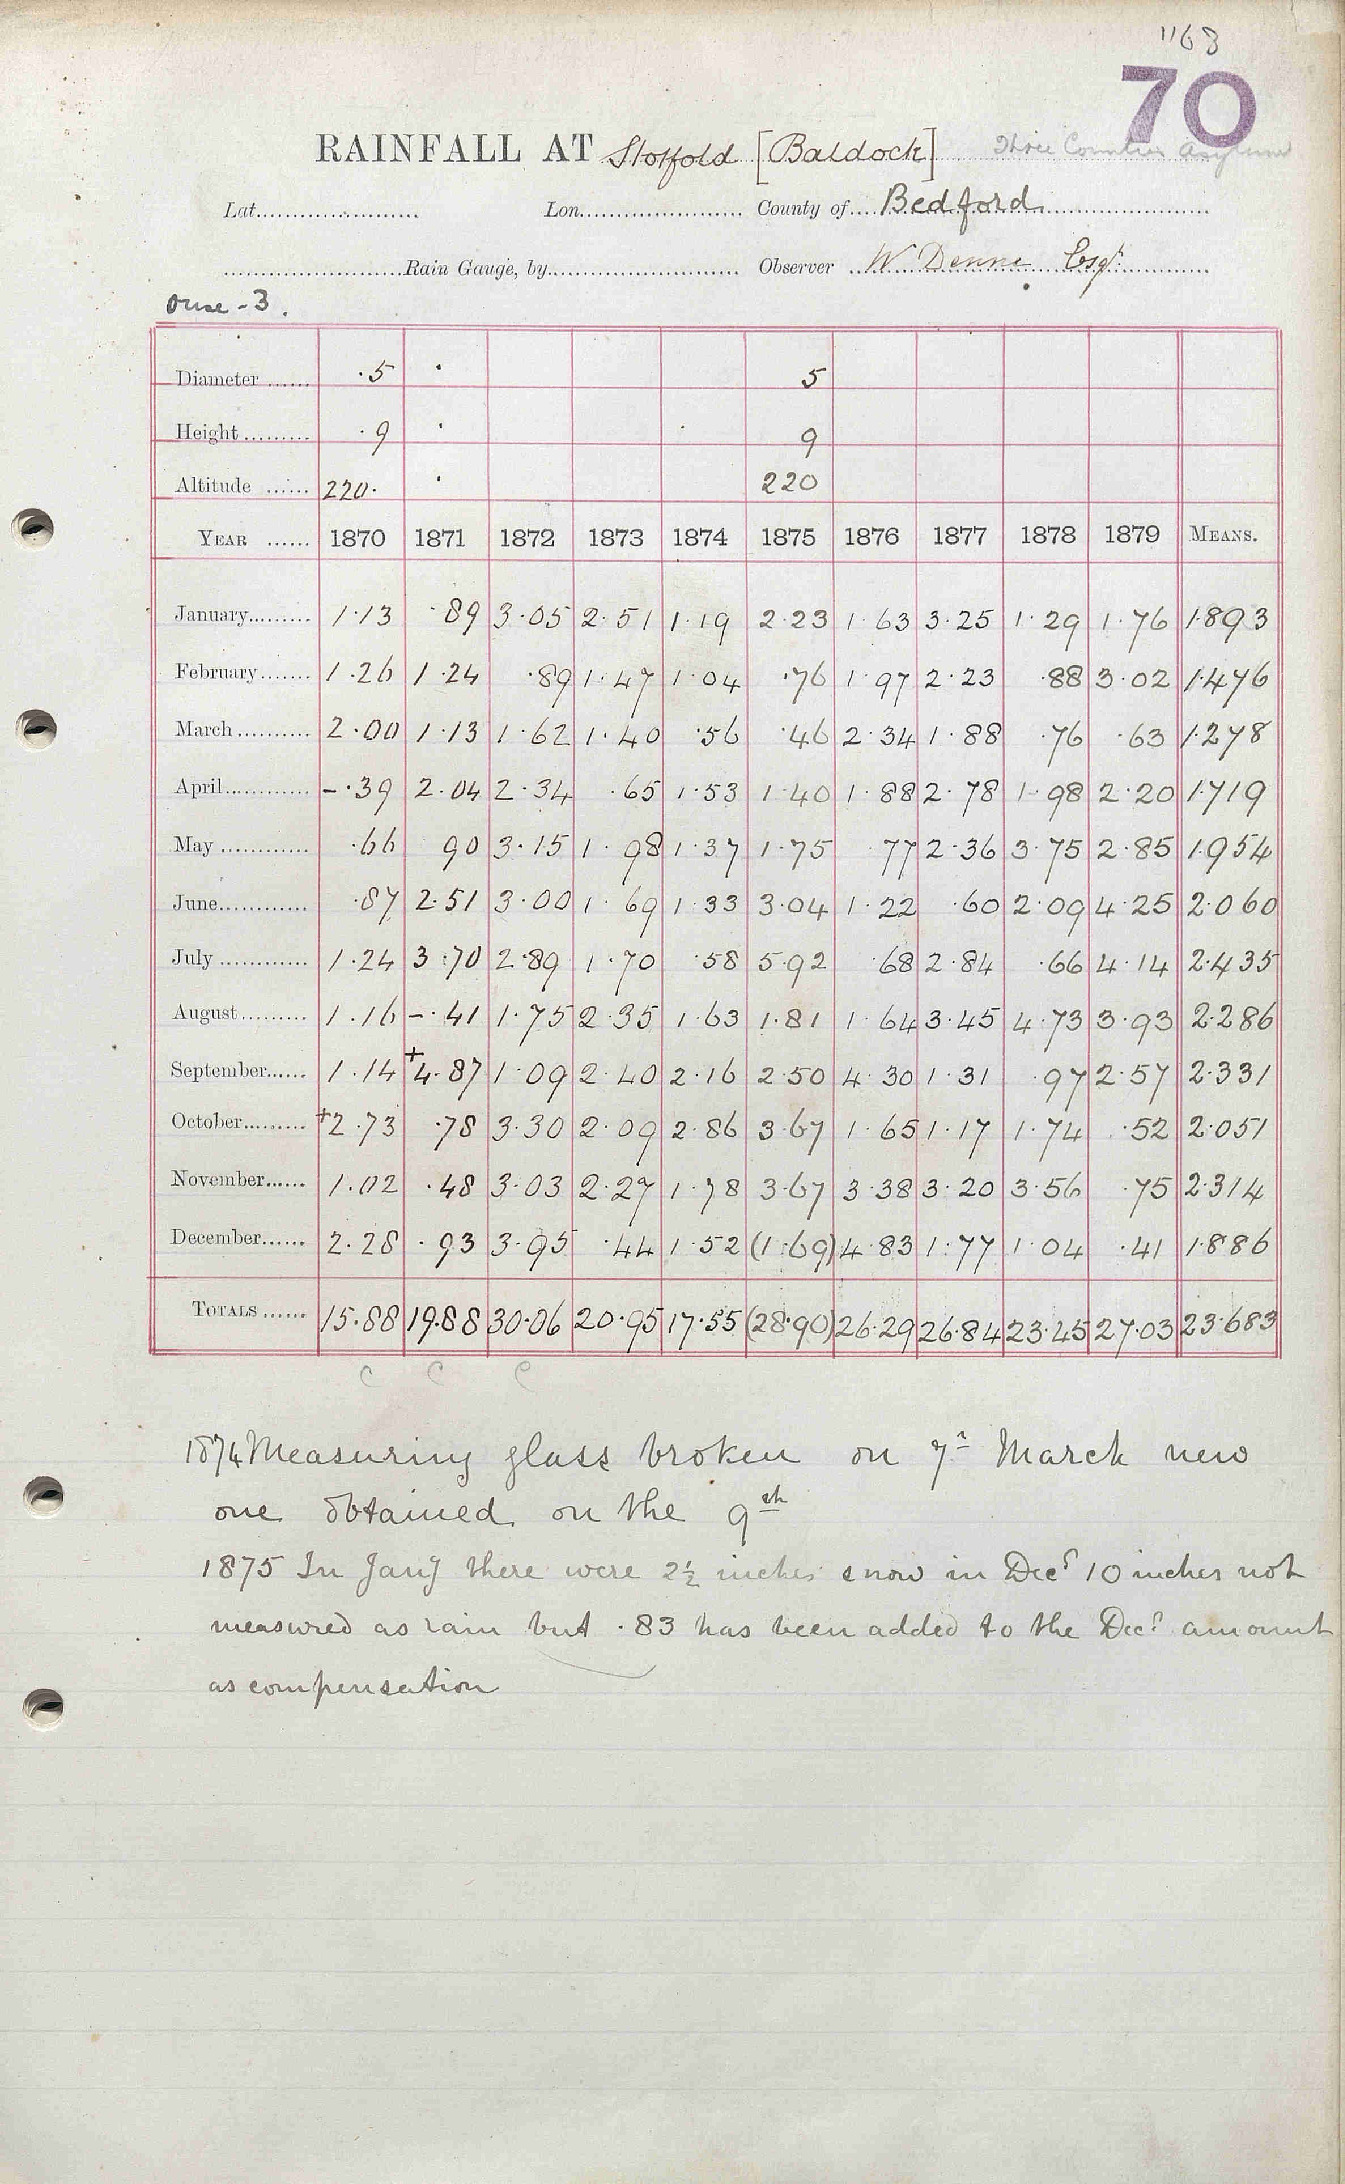 "68
70
RAINFALL AT Stotfold [Baldock] Three Counties Asylum
Lat. Lon. County of Bedford
Rain Gauge, by Observer W Denne Esqr
Ouse - 3.
Diameter ·5 5
Height ·9 9
Altitude 220· 220
YEAR 1870 1871 1872 1873 1874 1875 1876 1877 1878 1879 MEANS.
January 1·13 ·89 3·05 2·51 1·19 2·23 1·63 3·25 1·29 1·76 1·893
February 1·26 1·24 ·89 1·47 1·04 ·76 1·97 2·23 ·88 3·02 1·476
March 2·00 1·13 1·62 1·40 ·56 ·46 2·34 1·88 ·76 ·63 1·278
April -·39 2·04 2·34 ·65 1·53 1·40 1·88 2·78 1·98 2·20 1·719
May ·66 90 3·15 1·98 1·37 1·75 77 2·36 3·75 2·85 1·954
June ·87 2·51 3·00 1·69 1·33 3·04 1·22 ·60 2·09 4·25 2·060
July 1·24 3·70 2·89 1·70 ·58 5·92 ·68 2·84 ·66 4·14 2·435
August 1·16 -·41 1·75 2·35 1·63 1·81 1·64 3·45 4·73 3·93 2·286
September 1·14 +4·87 1·09 2·40 2·16 2·50 4·30 1·31 ·97 2·57 2·331
October +2·73 ·78 3·30 2·09 2·86 3·67 1·65 1·17 1·74 ·52 2·051
November 1·02 ·48 3·03 2·27 1·78 3·67 3·38 3·20 3·56 ·75 2·314
December 2·28 ·93 3·95 ·44 1·52 (1·69) 4·83 1·77 1·04 ·41 1·886
TOTALS 15·88 19·88 30·06 20·95 17·55 (28·90) 26·29 26·84 23·45 27·03 23·683
C C C
1874 Measuring glass broken on 7th March new
one obtained on the 9th
1875 In Jany there were 2½ inches snow in Decr 10 inches not
measured as rain but ·83 has been added to the Decr amount
as compensation